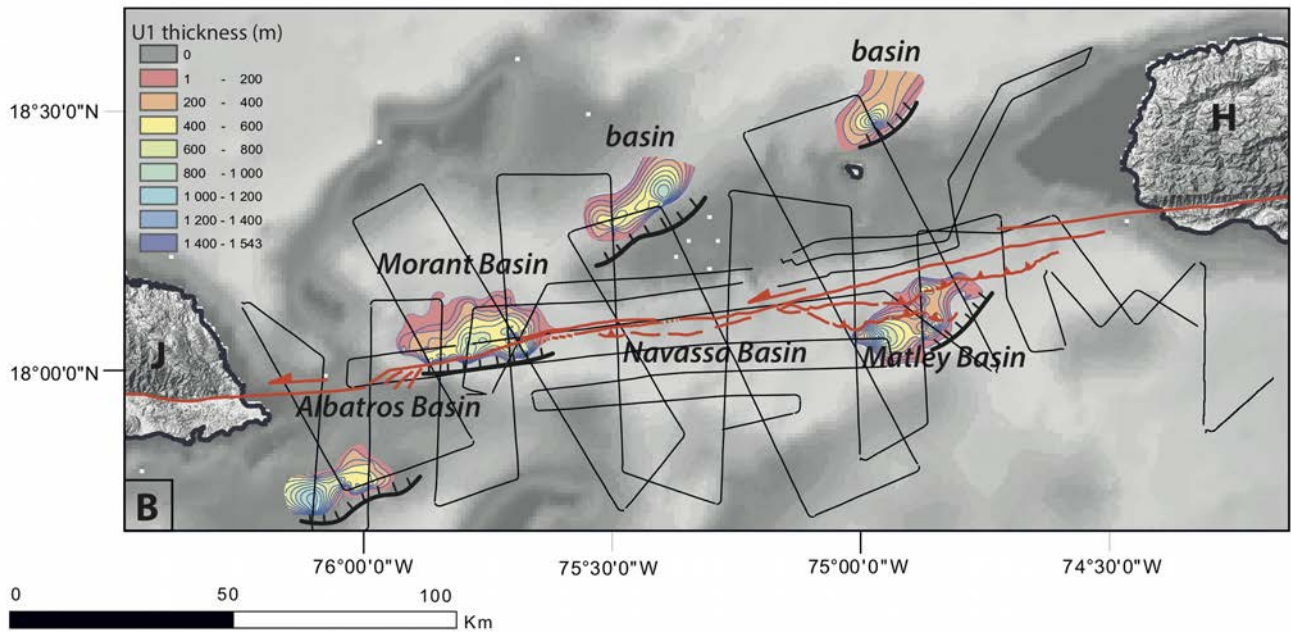 U1 thickness (m)
0
1 - 200
200 - 400
400 - 600
600 - 800
800 - 1 000
1 000 - 1 200
1 200 - 1 400
1 400 - 1 543
basin
basin
H
18°30'0"N
Morant Basin
Navassa Basin
Matley Basin
J
18°00'0"N
Albatros Basin
B
76°00'0"W
75°30'0"W
75°00'0"W
74°30'0"W
0 50 100
Km